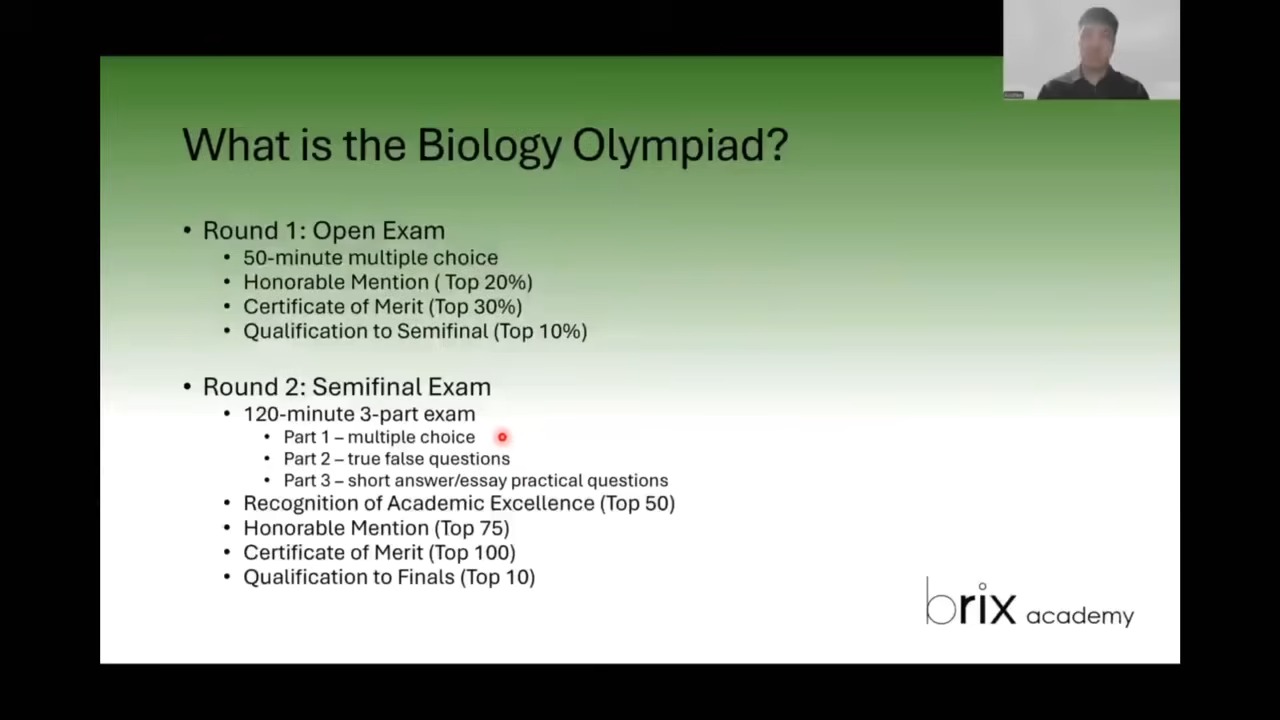 What is the Biology Olympiad?
• Round 1: Open Exam
• 50-minute multiple choice
• Honorable Mention ( Top 20%)
• Certificate of Merit (Top 30%)
• Qualification to Semifinal (Top 10%)
• Round 2: Semifinal Exam
• 120-minute 3-part exam
• Part 1 – multiple choice
• Part 2 – true false questions
• Part 3 – short answer/essay practical questions
• Recognition of Academic Excellence (Top 50)
• Honorable Mention (Top 75)
• Certificate of Merit (Top 100)
• Qualification to Finals (Top 10)
brix academy